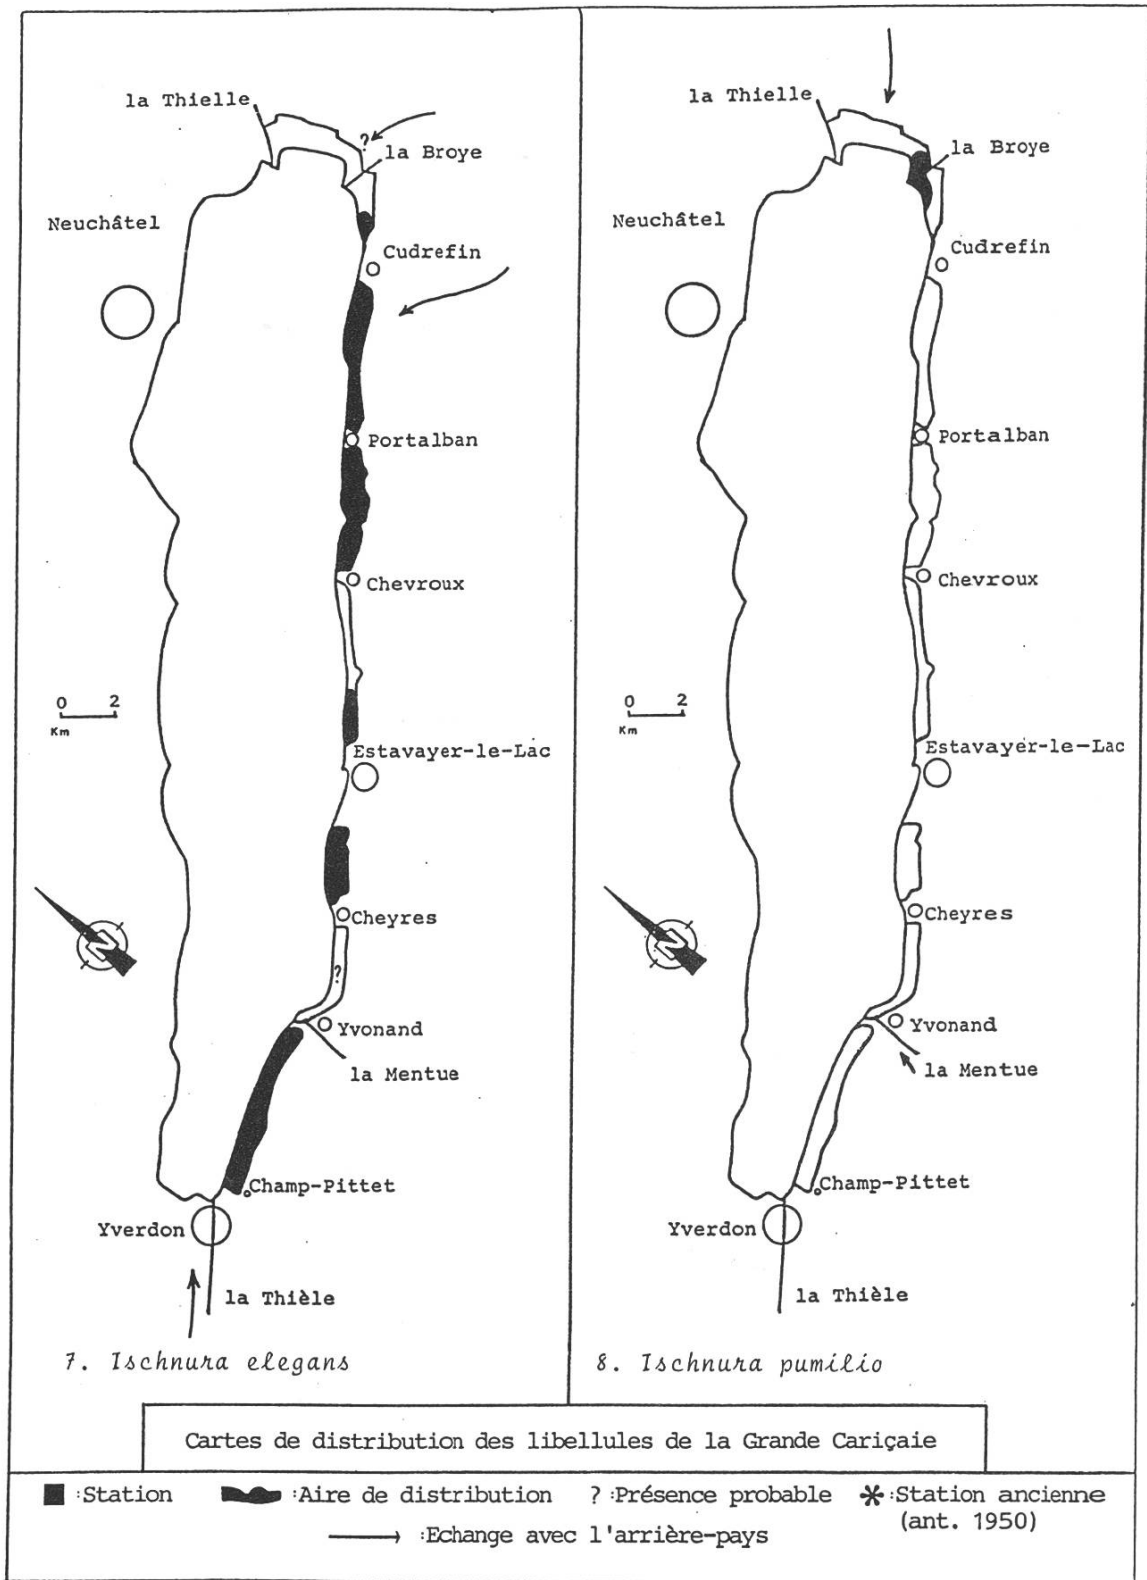 la Thielle
?
la Broye
Neuchâtel
Cudrefin
Portalban
Chevroux
0 2
Km
Estavayer-le-Lac
N
Cheyres
?
Yvonand
la Mentue
Champ-Pittet
Yverdon
la Thièle
7. Ischnura elegans
la Thielle
la Broye
Neuchâtel
Cudrefin
Portalban
Chevroux
0 2
Km
Estavayer-le-Lac
N
Cheyres
Yvonand
la Mentue
Champ-Pittet
Yverdon
la Thièle
8. Ischnura pumilio
Cartes de distribution des libellules de la Grande Cariçaie
:Station :Aire de distribution ? :Présence probable :Station ancienne
(ant. 1950)
:Echange avec l'arrière-pays